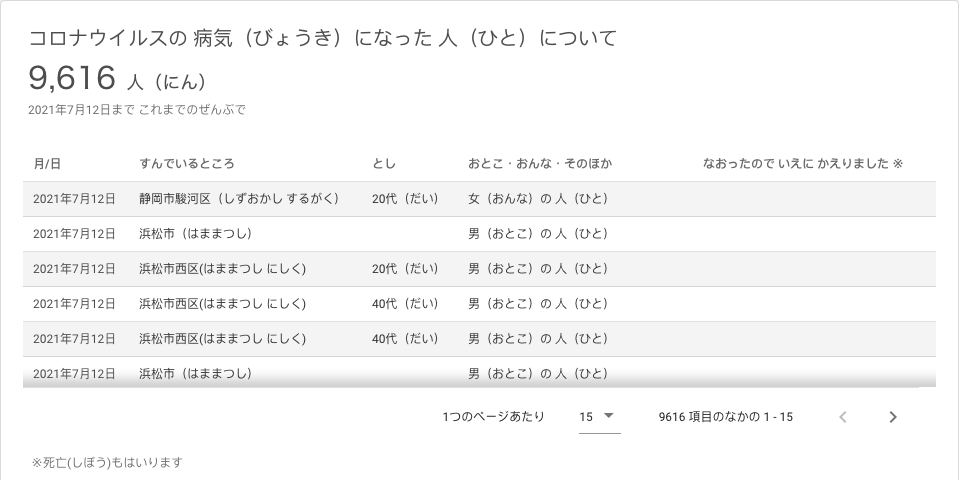 コロナウイルスの 病気（びょうき）になった 人（ひと）について
9,616 人（にん）
2021年7月12日まで これまでのぜんぶで
月/日 すんでいるところ とし おとこ・おんな・そのほか なおったので いえに かえりました ※
2021年7月12日 静岡市駿河区（しずおかし するがく） 20代（だい） 女（おんな）の 人（ひと）
2021年7月12日 浜松市（はままつし） 男（おとこ）の 人（ひと）
2021年7月12日 浜松市西区(はままつし にしく) 20代（だい） 男（おとこ）の 人（ひと）
2021年7月12日 浜松市西区(はままつし にしく) 40代（だい） 男（おとこ）の 人（ひと）
2021年7月12日 浜松市西区(はままつし にしく) 40代（だい） 男（おとこ）の 人（ひと）
2021年7月12日 浜松市（はままつし） 男（おとこ）の 人（ひと）
1つのページあたり 15 9616 項目のなかの 1 - 15
※死亡(しぼう)もはいります